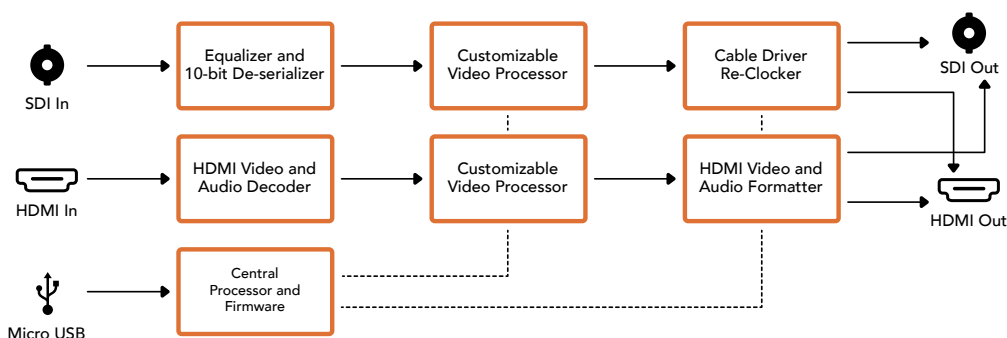 SDI In
Equalizer and
10-bit De-serializer
Customizable
Video Processor
Cable Driver
Re-Clocker
SDI Out
HDMI In
HDMI Video and
Audio Decoder
Customizable
Video Processor
HDMI Video and
Audio Formatter
HDMI Out
Micro USB
Central
Processor and
Firmware